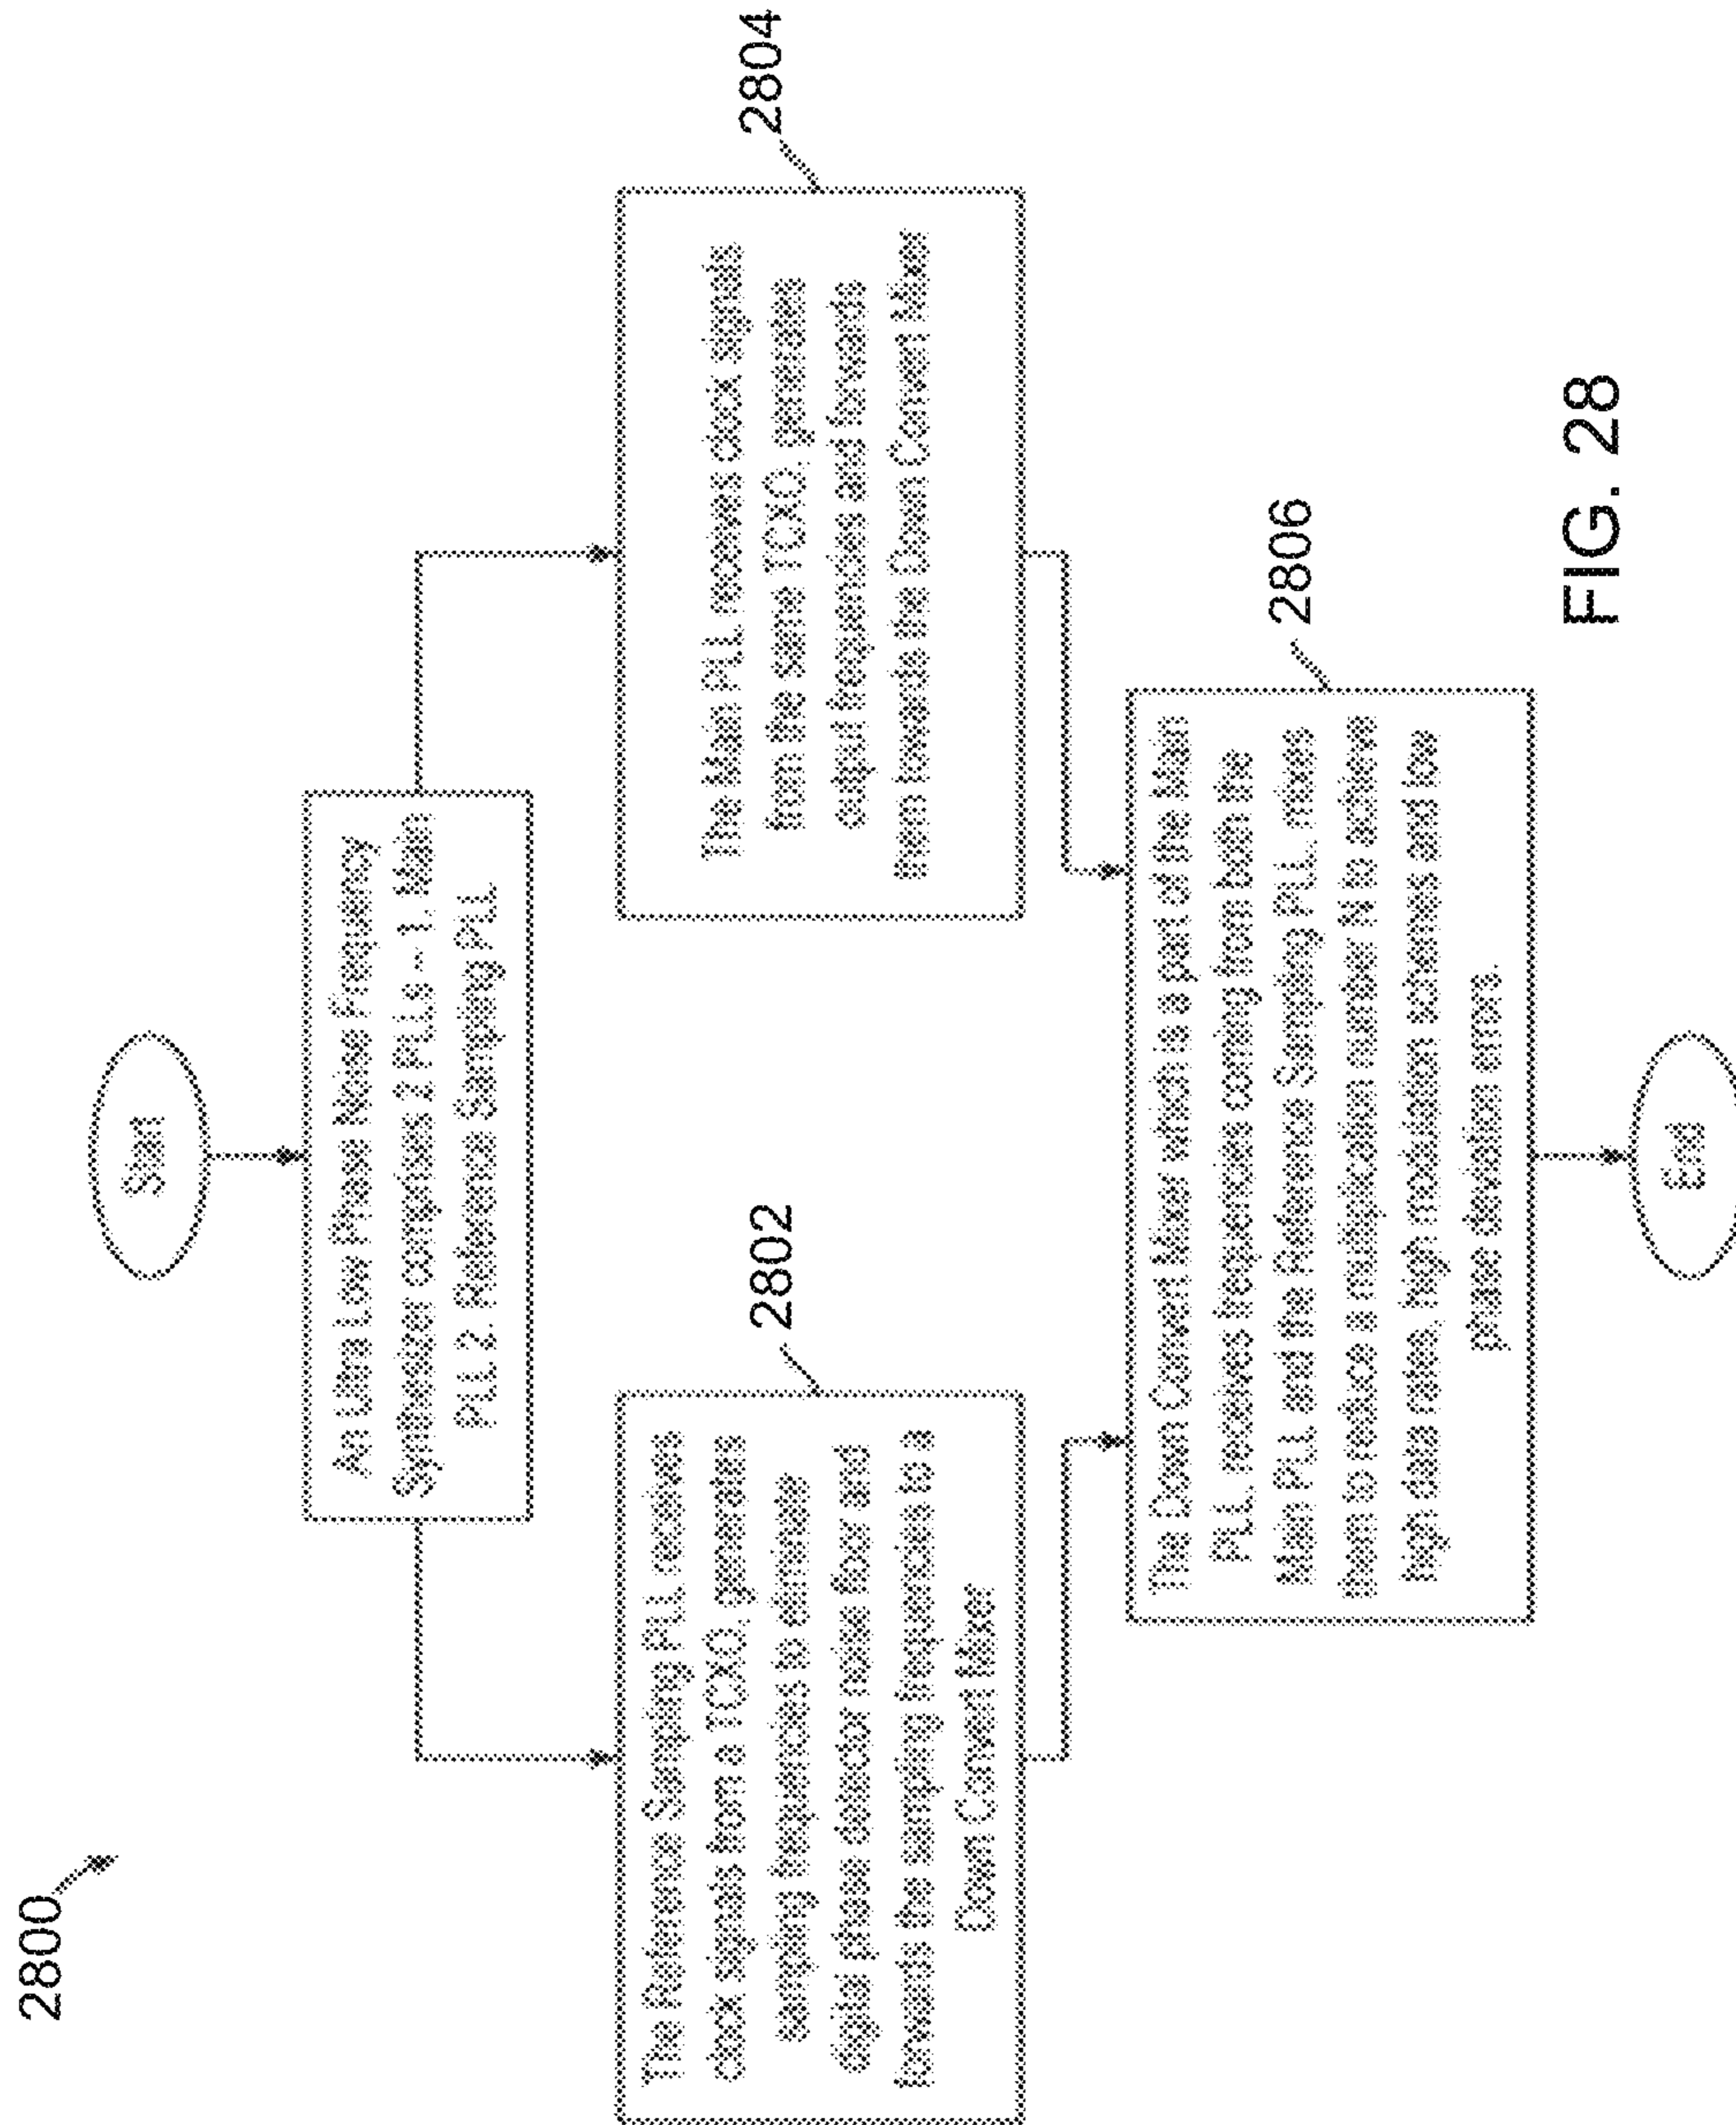 2800
Start
An Ultra Low Phase Noise Frequency
Synthesizer comprises 2 PLLs - 1. Main
PLL 2. Reference Sampling PLL
2802
The Reference Sampling PLL receives
clock signals from a TCXO, generates
sampling frequencies to eliminate
digital phase detector noise floor and
forwards the sampling frequencies to a
Down Convert Mixer
2804
The Main PLL receives clock signals
from the same TCXO, generates
output frequencies and forwards
them towards the Down Convert Mixer
2806
The Down Convert Mixer which is a part of the Main
PLL, receives frequencies coming from both the
Main PLL and the Reference Sampling PLL, mixes
them to reduce a multiplication number N to achieve
high data rates, high modulation schemes and low
phase deviation errors.
End
FIG. 28